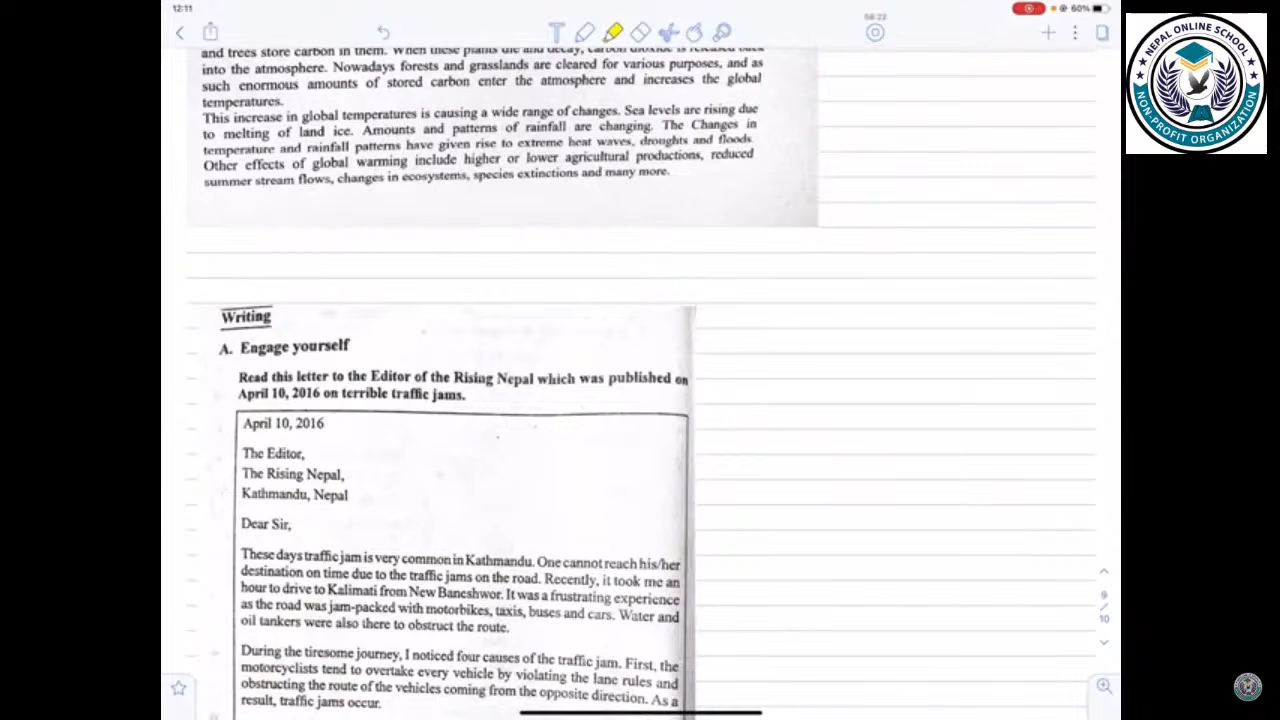 12:11
60%
56:22
and trees store carbon in them. When these plants die and decay, carbon dioxide is released back
into the atmosphere. Nowadays forests and grasslands are cleared for various purposes, and as
such enormous amounts of stored carbon enter the atmosphere and increases the global
temperatures.
This increase in global temperatures is causing a wide range of changes. Sea levels are rising due
to melting of land ice. Amounts and patterns of rainfall are changing. The Changes in
temperature and rainfall patterns have given rise to extreme heat waves, droughts and floods.
Other effects of global warming include higher or lower agricultural productions, reduced
summer stream flows, changes in ecosystems, species extinctions and many more.
Writing
A. Engage yourself
Read this letter to the Editor of the Rising Nepal which was published on
April 10, 2016 on terrible traffic jams.
April 10, 2016
The Editor,
The Rising Nepal,
Kathmandu, Nepal
Dear Sir,
These days traffic jam is very common in Kathmandu. One cannot reach his/her
destination on time due to the traffic jams on the road. Recently, it took me an
hour to drive to Kalimati from New Baneshwor. It was a frustrating experience
as the road was jam-packed with motorbikes, taxis, buses and cars. Water and
oil tankers were also there to obstruct the route.
During the tiresome journey, I noticed four causes of the traffic jam. First, the
motorcyclists tend to overtake every vehicle by violating the lane rules and
obstructing the route of the vehicles coming from the opposite direction. As a
result, traffic jams occur.
9
/
10
NEPAL ONLINE SCHOOL
NON-PROFIT ORGANIZATION